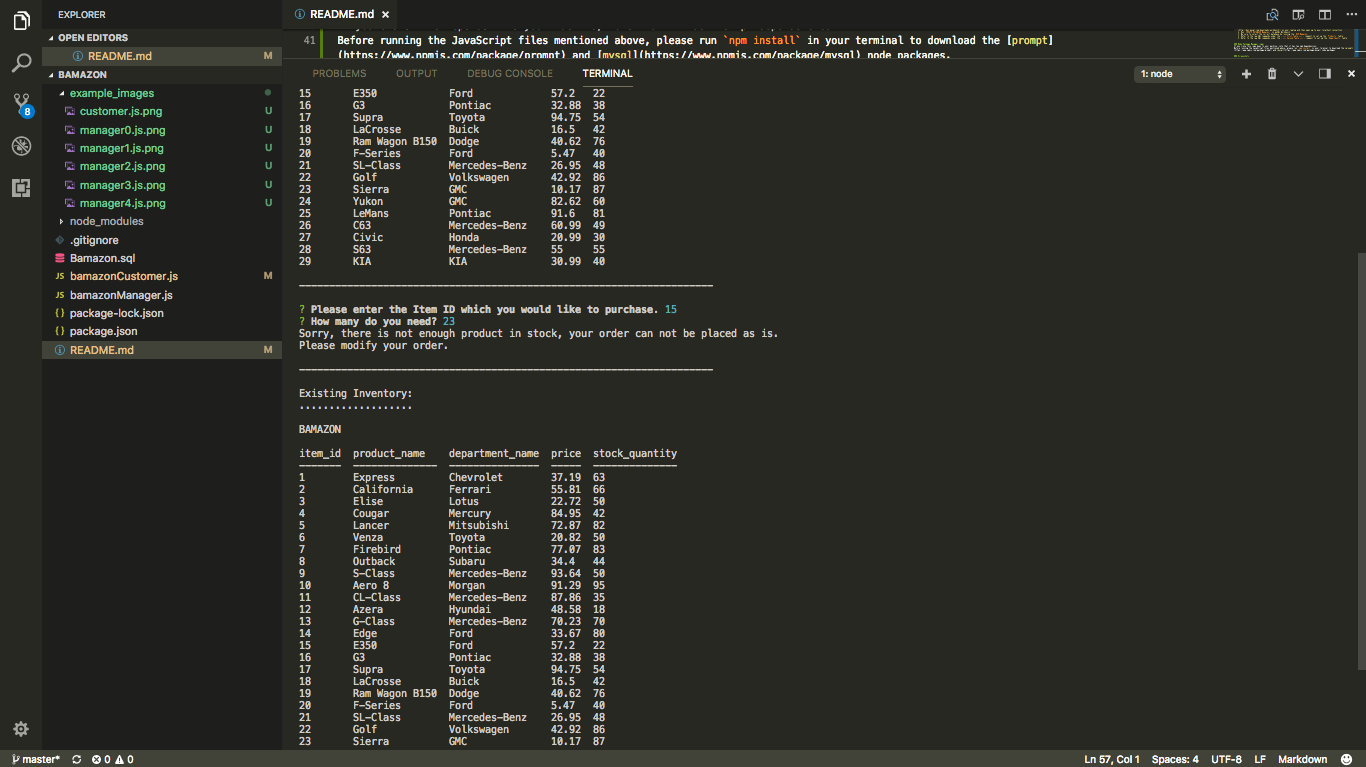 EXPLORER
OPEN EDITORS
README.md M
BAMAZON
example_images
customer.js.png U
manager0.js.png U
manager1.js.png U
manager2.js.png U
manager3.js.png U
manager4.js.png U
node_modules
.gitignore
Bamazon.sql
JS bamazonCustomer.js M
JS bamazonManager.js
{ } package-lock.json
{ } package.json
README.md M
8
README.md ×
41 Before running the JavaScript files mentioned above, please run `npm install` in your terminal to download the [prompt]
(https://www.npmjs.com/package/prompt) and [mysql](https://www.npmjs.com/package/mysql) node packages.
PROBLEMS OUTPUT DEBUG CONSOLE TERMINAL 1: node
15 E350 Ford 57.2 22
16 G3 Pontiac 32.88 38
17 Supra Toyota 94.75 54
18 LaCrosse Buick 16.5 42
19 Ram Wagon B150 Dodge 40.62 76
20 F-Series Ford 5.47 40
21 SL-Class Mercedes-Benz 26.95 48
22 Golf Volkswagen 42.92 86
23 Sierra GMC 10.17 87
24 Yukon GMC 82.62 60
25 LeMans Pontiac 91.6 81
26 C63 Mercedes-Benz 60.99 49
27 Civic Honda 20.99 30
28 S63 Mercedes-Benz 55 55
29 KIA KIA 30.99 40
---------------------------------------------------------------------
? Please enter the Item ID which you would like to purchase. 15
? How many do you need? 23
Sorry, there is not enough product in stock, your order can not be placed as is.
Please modify your order.
---------------------------------------------------------------------
Existing Inventory:
...................
BAMAZON
item_id product_name department_name price stock_quantity
------- -------------- --------------- ----- --------------
1 Express Chevrolet 37.19 63
2 California Ferrari 55.81 66
3 Elise Lotus 22.72 50
4 Cougar Mercury 84.95 42
5 Lancer Mitsubishi 72.87 82
6 Venza Toyota 20.82 50
7 Firebird Pontiac 77.07 83
8 Outback Subaru 34.4 44
9 S-Class Mercedes-Benz 93.64 50
10 Aero 8 Morgan 91.29 95
11 CL-Class Mercedes-Benz 87.86 35
12 Azera Hyundai 48.58 18
13 G-Class Mercedes-Benz 70.23 70
14 Edge Ford 33.67 80
15 E350 Ford 57.2 22
16 G3 Pontiac 32.88 38
17 Supra Toyota 94.75 54
18 LaCrosse Buick 16.5 42
19 Ram Wagon B150 Dodge 40.62 76
20 F-Series Ford 5.47 40
21 SL-Class Mercedes-Benz 26.95 48
22 Golf Volkswagen 42.92 86
23 Sierra GMC 10.17 87
master* 0 0 Ln 57, Col 1 Spaces: 4 UTF-8 LF Markdown